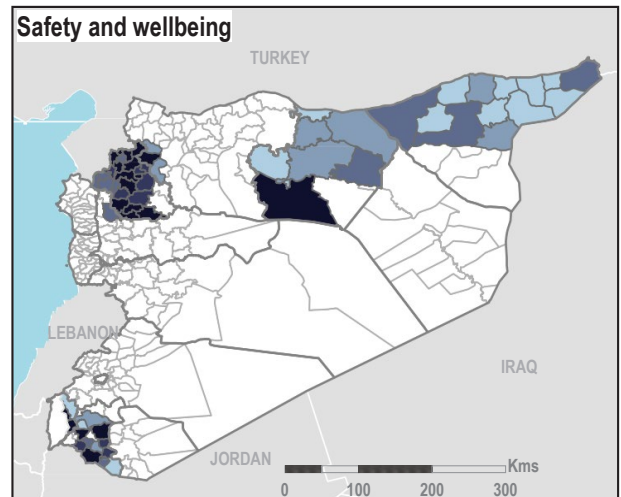 Safety and wellbeing
TURKEY
LEBANON
IRAQ
JORDAN
Kms
0 100 200 300